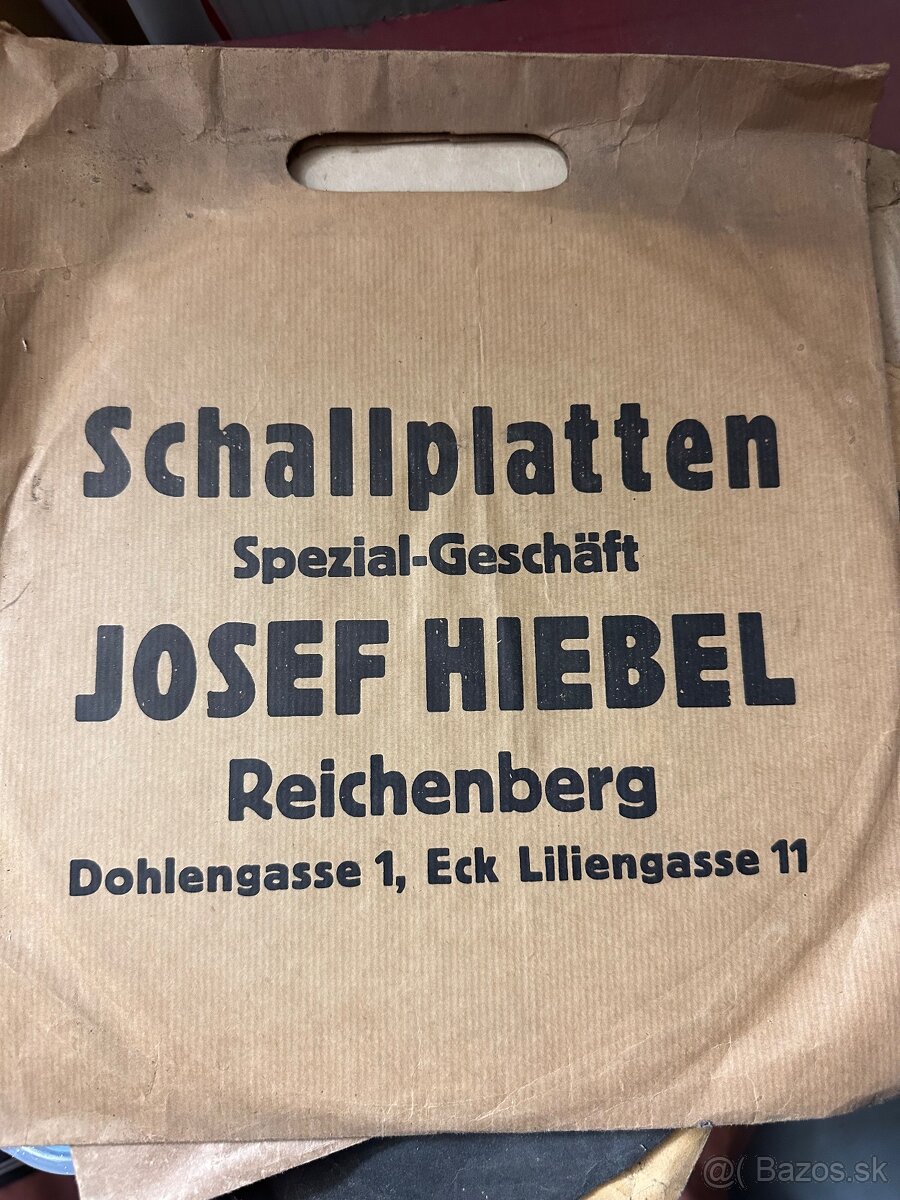 Schallplatten
Spezial-Geschäft
JOSEF HIEBEL
Reichenberg
Dohlengasse 1, Eck Liliengasse 11
@( Bazos.sk